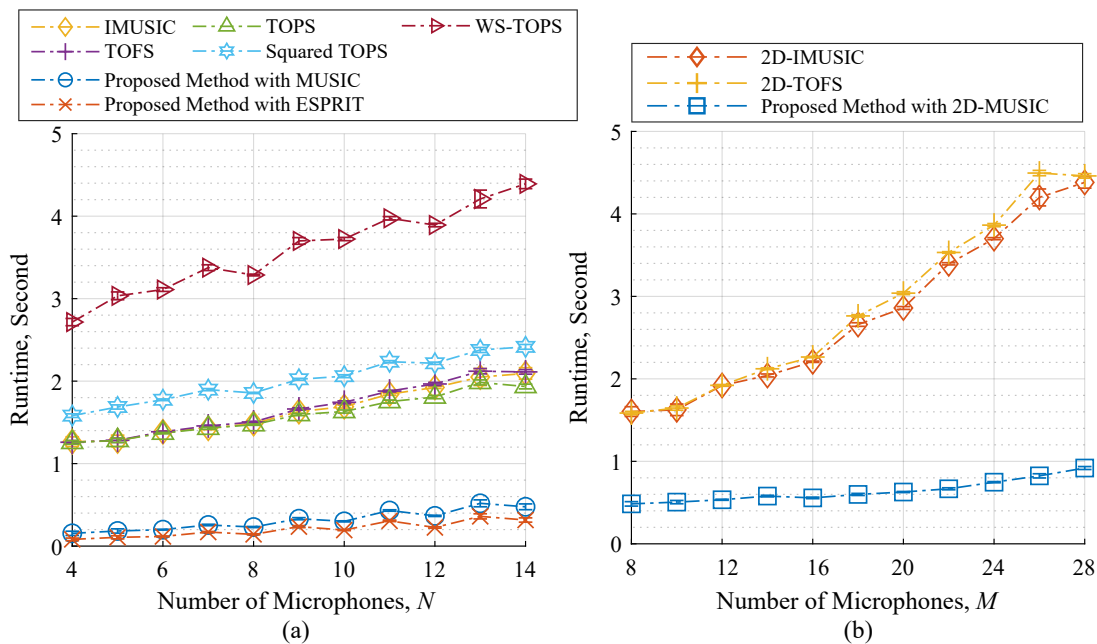 IMUSIC TOPS WS-TOPS
TOFS Squared TOPS
Proposed Method with MUSIC
Proposed Method with ESPRIT
5
4
3
2
1
0
Runtime, Second
4 6 8 10 12 14
Number of Microphones, N
(a)
2D-IMUSIC
2D-TOFS
Proposed Method with 2D-MUSIC
5
4
3
2
1
0
Runtime, Second
8 12 16 20 24 28
Number of Microphones, M
(b)